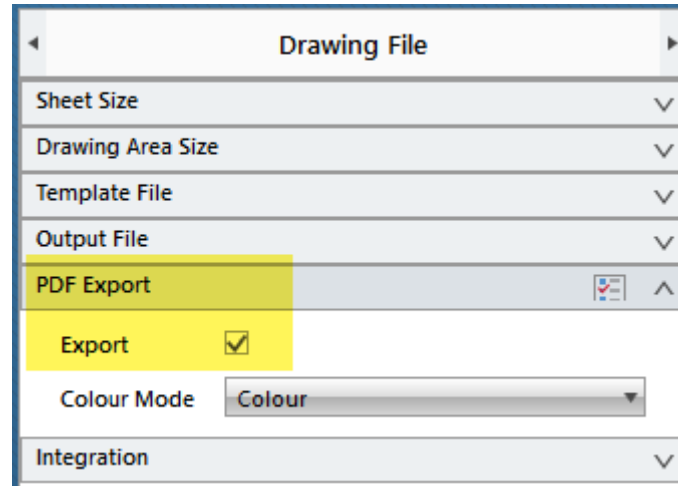 Drawing File
Sheet Size
Drawing Area Size
Template File
Output File
PDF Export
Export
Colour Mode Colour
Integration